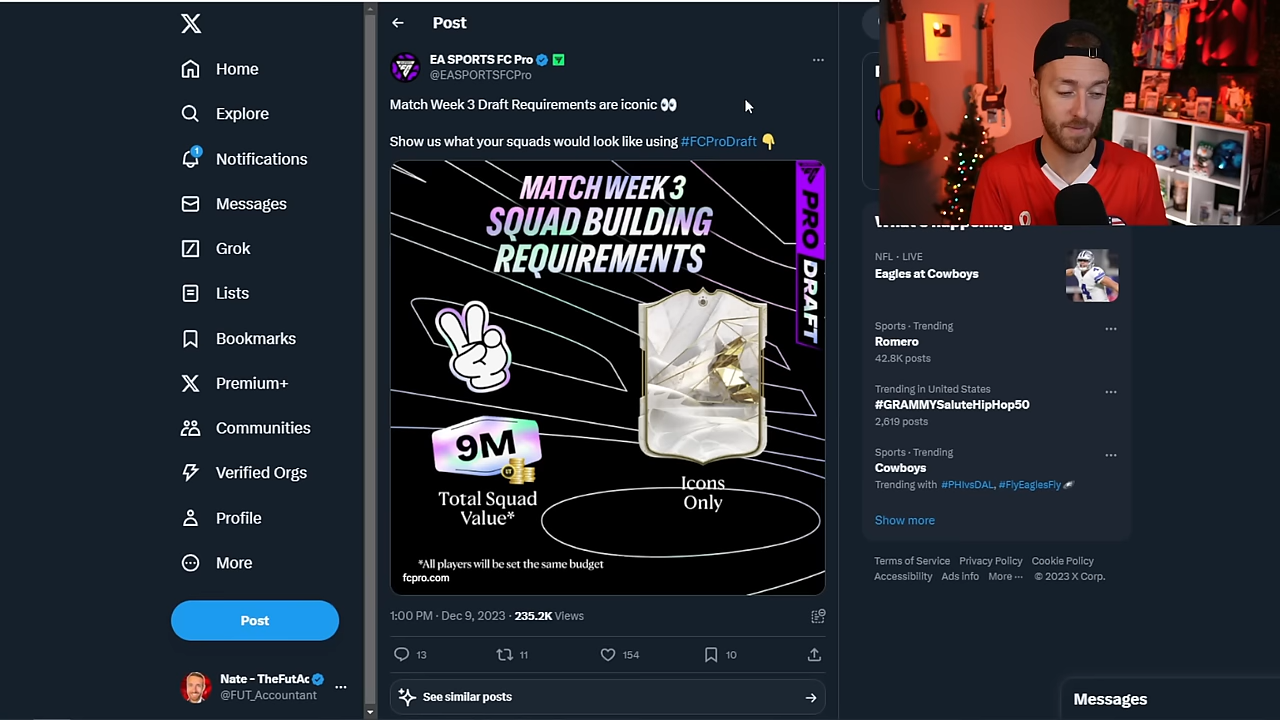 Home
Explore
1
Notifications
Messages
Grok
Lists
Bookmarks
Premium+
Communities
Verified Orgs
Profile
More
Post
Nate - TheFutAc
@FUT_Accountant
Post
EA SPORTS FC Pro
@EASPORTSFCPro
Match Week 3 Draft Requirements are iconic 👀
Show us what your squads would look like using #FCProDraft 👇
MATCH WEEK 3
SQUAD BUILDING
REQUIREMENTS
PRO DRAFT
9M
UT
Total Squad
Value*
Icons
Only
*All players will be set the same budget
fcpro.com
1:00 PM · Dec 9, 2023 · 235.2K Views
13
11
154
10
See similar posts
NFL · LIVE
Eagles at Cowboys
Sports · Trending
Romero
42.8K posts
Trending in United States
#GRAMMYSaluteHipHop50
2,619 posts
Sports · Trending
Cowboys
Trending with #PHIvsDAL, #FlyEaglesFly
Show more
Terms of Service Privacy Policy Cookie Policy
Accessibility Ads info More ··· © 2023 X Corp.
Messages